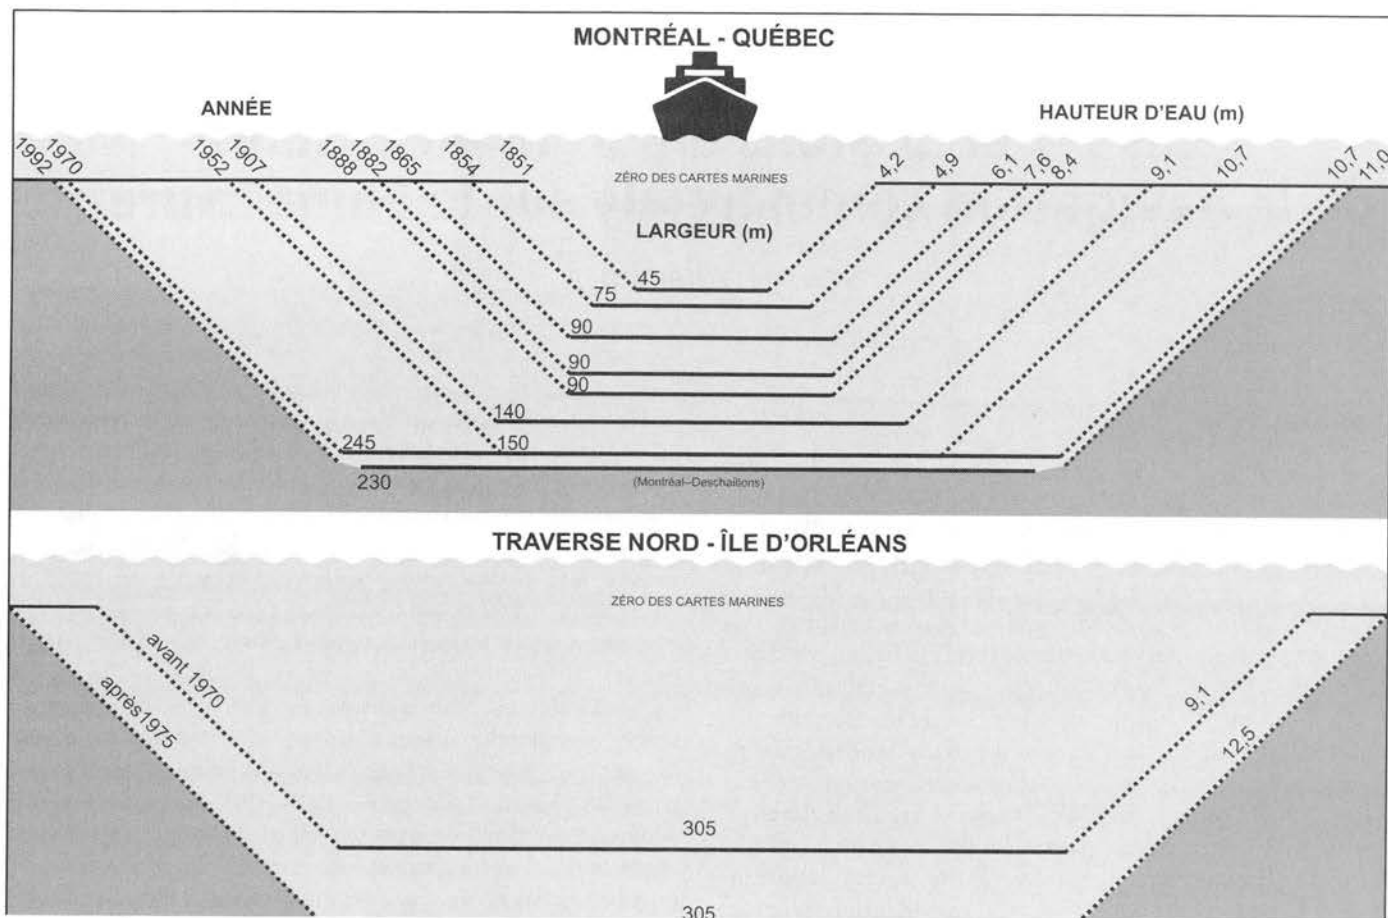 MONTRÉAL - QUÉBEC
ANNÉE
HAUTEUR D'EAU (m)
1992 1970 1952 1907 1888 1882 1865 1854 1851
ZÉRO DES CARTES MARINES
4,2 4,9 6,1 7,6 8,4 9,1 10,7 10,7 11,0
LARGEUR (m)
45
75
90
90
90
140
245 150
230
(Montréal–Deschaillons)
TRAVERSE NORD - ÎLE D'ORLÉANS
ZÉRO DES CARTES MARINES
avant 1970
9,1
après1975
12,5
305
305